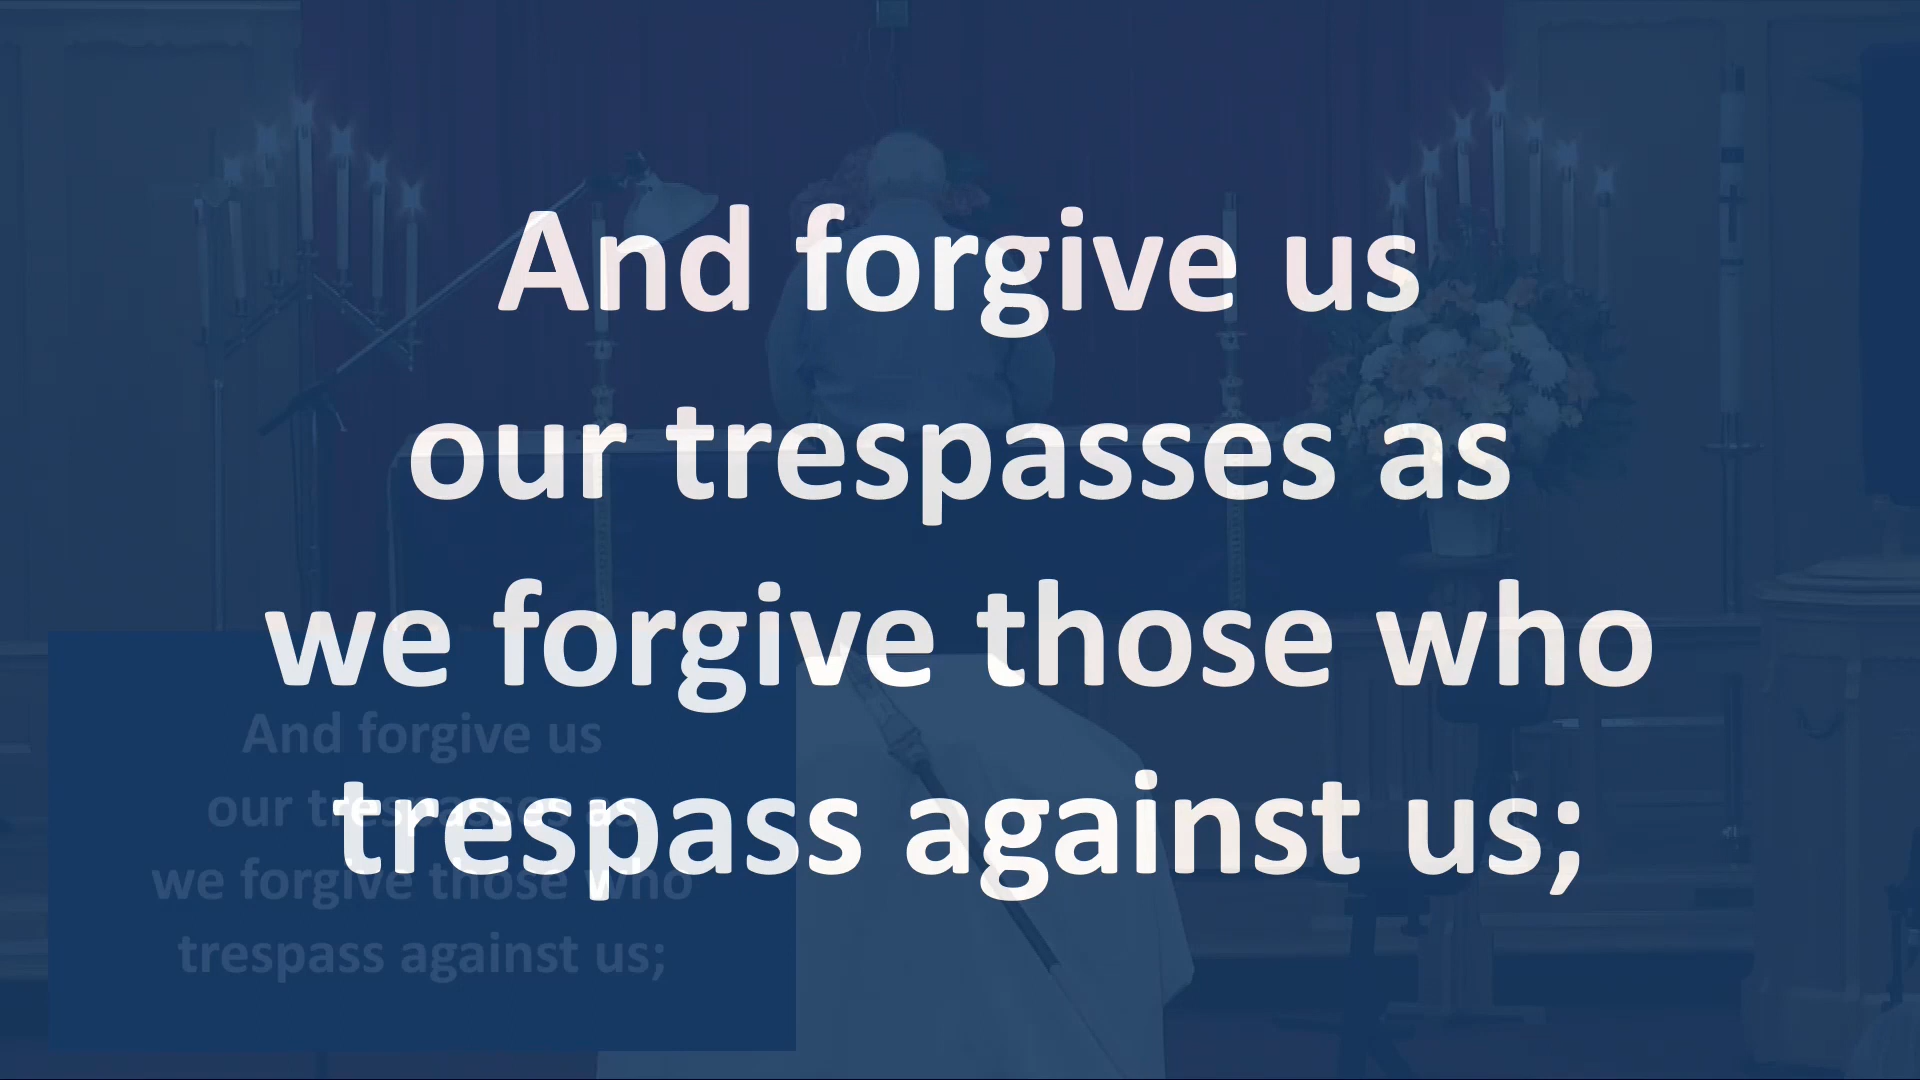 And forgive us
our trespasses as
we forgive those who
trespass against us;
And forgive us
our trespasses as
we forgive those who
trespass against us;